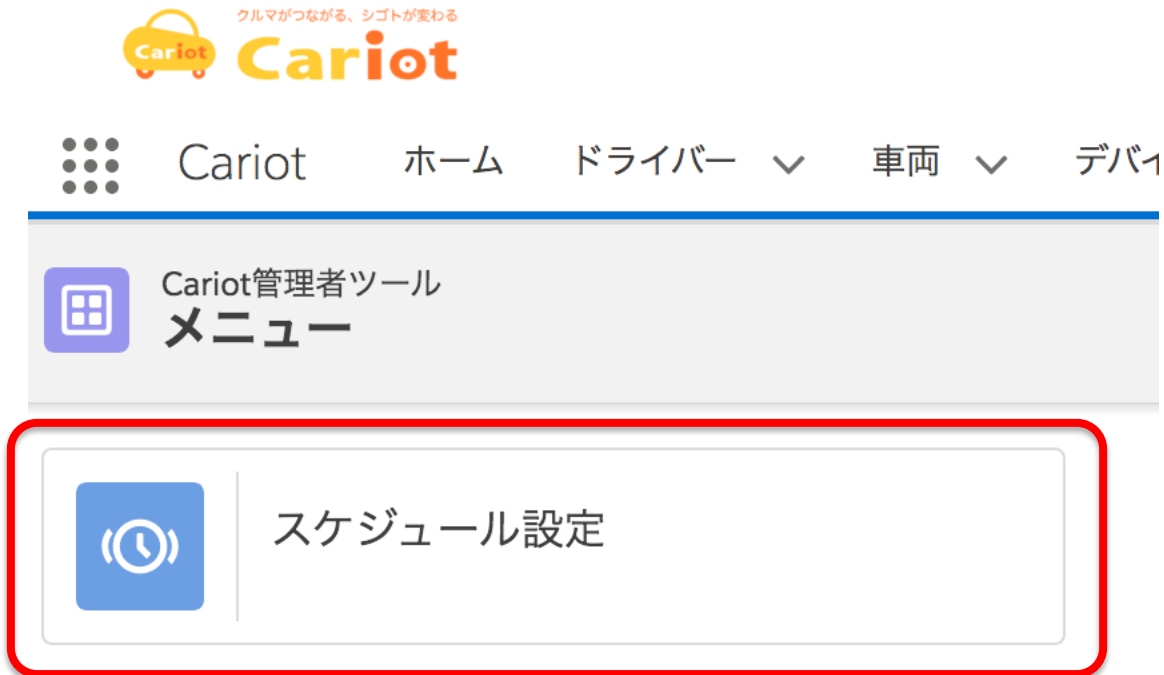 クルマがつながる、シゴトが変わる
Cariot
Cariot
Cariot ホーム ドライバー 車両 デバイ
Cariot管理者ツール
メニュー
スケジュール設定